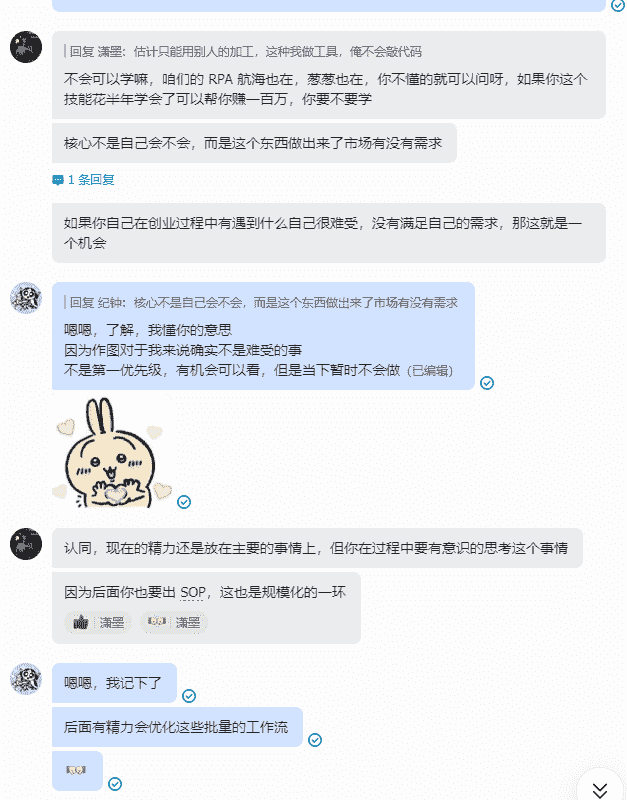 回复 潇墨：估计只能用别人的加工，这种我做工具，俺不会敲代码
不会可以学嘛，咱们的 RPA 航海也在，葱葱也在，你不懂的就可以问呀，如果你这个
技能花半年学会了可以帮你赚一百万，你要不要学
核心不是自己会不会，而是这个东西做出来了市场有没有需求
1 条回复
如果你自己在创业过程中有遇到什么自己很难受，没有满足自己的需求，那这就是一
个机会
回复 纪钟：核心不是自己会不会，而是这个东西做出来了市场有没有需求
嗯嗯，了解，我懂你的意思
因为作图对于我来说确实不是难受的事
不是第一优先级，有机会可以看，但是当下暂时不会做（已编辑）
认同，现在的精力还是放在主要的事情上，但你在过程中要有意识的思考这个事情
因为后面你也要出 SOP，这也是规模化的一环
潇墨
潇墨
嗯嗯，我记下了
后面有精力会优化这些批量的工作流